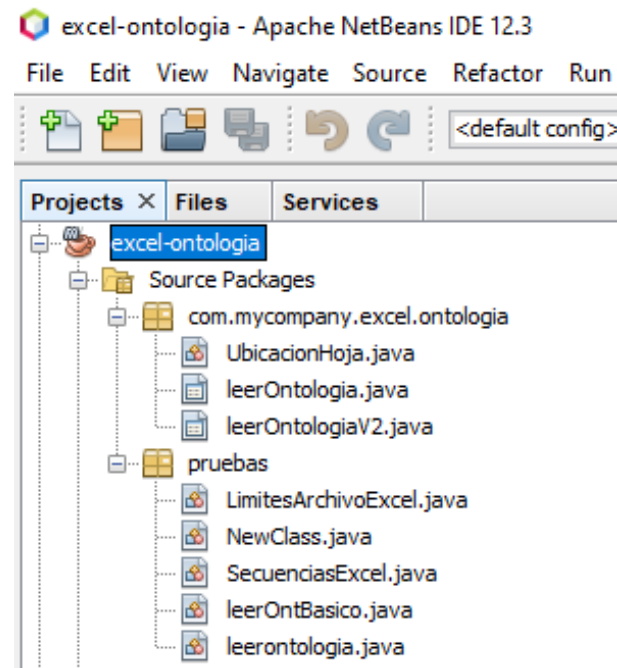 excel-ontologia - Apache NetBeans IDE 12.3
File Edit View Navigate Source Refactor Run
<default config>
Projects Files Services
excel-ontologia
Source Packages
com.mycompany.excel.ontologia
UbicacionHoja.java
leerOntologia.java
leerOntologiaV2.java
pruebas
LimitesArchivoExcel.java
NewClass.java
SecuenciasExcel.java
leerOntBasico.java
leerontologia.java